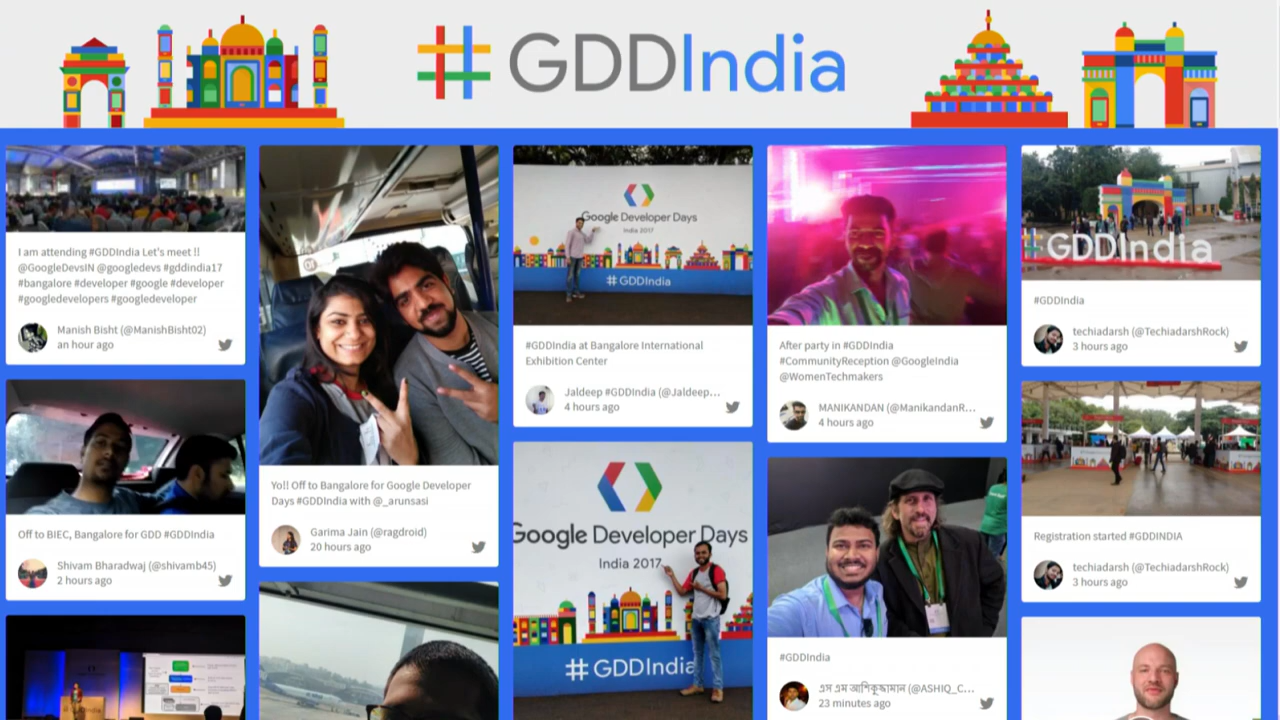 #GDDIndia
I am attending #GDDIndia Let's meet !!
@GoogleDevsIN @googledevs #gddindia17
#bangalore #developer #google #developer
#googledevelopers #googledeveloper
Manish Bisht (@ManishBisht02)
an hour ago
Off to BIEC, Bangalore for GDD #GDDIndia
Shivam Bharadwaj (@shivamb45)
2 hours ago
Yo!! Off to Bangalore for Google Developer
Days #GDDIndia with @_arunsasi
Garima Jain (@ragdroid)
20 hours ago
Google Developer Days
India 2017
#GDDIndia
#GDDIndia at Bangalore International
Exhibition Center
Jaldeep #GDDIndia (@Jaldeep...
4 hours ago
Google Developer Days
India 2017
#GDDIndia
After party in #GDDIndia
#CommunityReception @GoogleIndia
@WomenTechmakers
MANIKANDAN (@ManikandanR...
4 hours ago
#GDDIndia
এস এম আশিকুজ্জামান (@ASHIQ_C...
23 minutes ago
#GDDIndia
#GDDIndia
techiadarsh (@TechiadarshRock)
3 hours ago
Registration started #GDDINDIA
techiadarsh (@TechiadarshRock)
3 hours ago